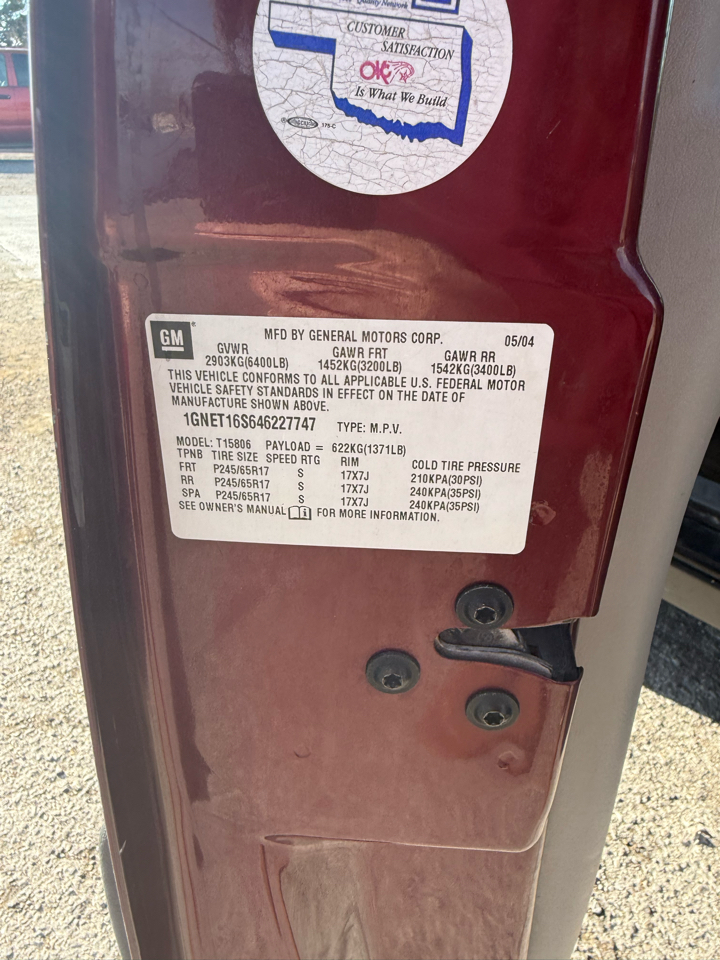 Quality Network
CUSTOMER
SATISFACTION
OKC
Is What We Build
178-C
GM
MFD BY GENERAL MOTORS CORP. 05/04
GVWR GAWR FRT GAWR RR
2903KG(6400LB) 1452KG(3200LB) 1542KG(3400LB)
THIS VEHICLE CONFORMS TO ALL APPLICABLE U.S. FEDERAL MOTOR
VEHICLE SAFETY STANDARDS IN EFFECT ON THE DATE OF
MANUFACTURE SHOWN ABOVE.
1GNET16S646227747 TYPE: M.P.V.
MODEL: T15806 PAYLOAD = 622KG(1371LB)
TPNB TIRE SIZE SPEED RTG RIM COLD TIRE PRESSURE
FRT P245/65R17 S 17X7J 210KPA(30PSI)
RR P245/65R17 S 17X7J 240KPA(35PSI)
SPA P245/65R17 S 17X7J 240KPA(35PSI)
SEE OWNER'S MANUAL FOR MORE INFORMATION.